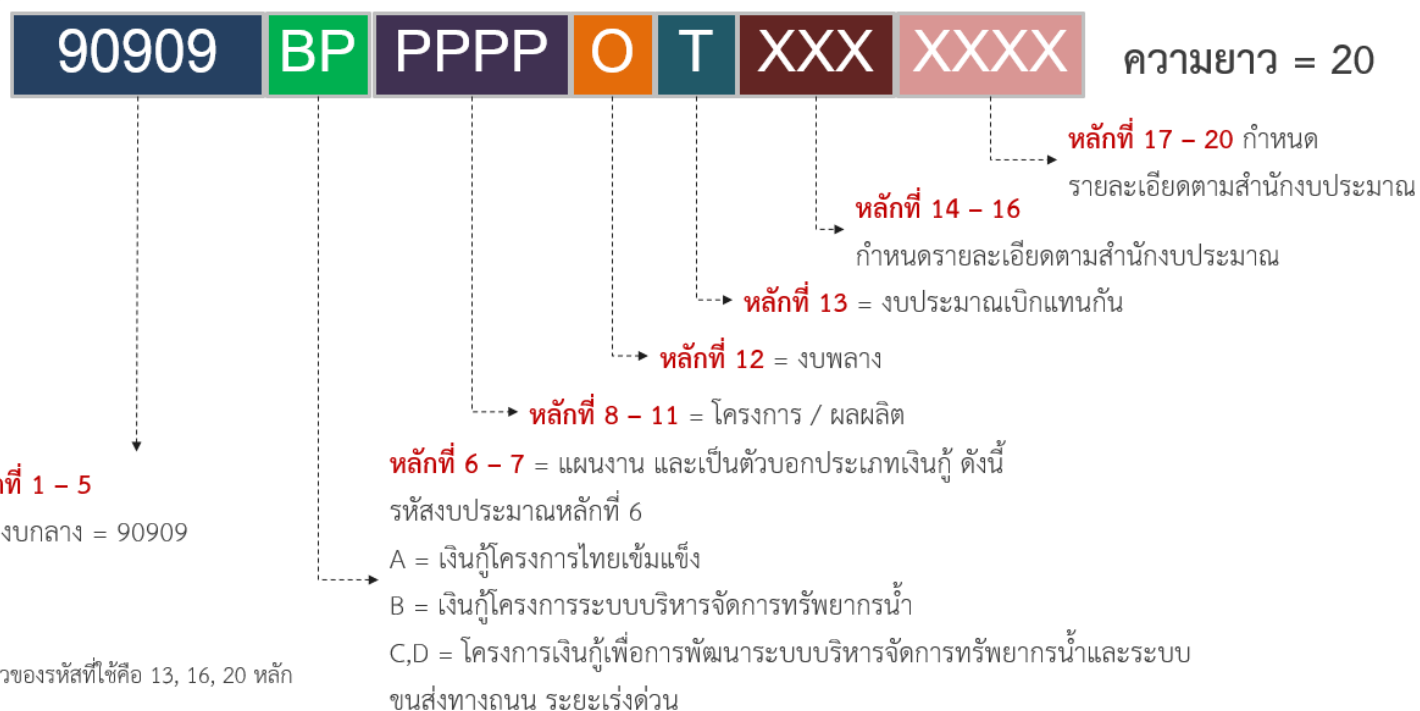 90909 BP PPPP O T XXX XXXX ความยาว = 20
หลักที่ 17 – 20 กำหนด
รายละเอียดตามสำนักงบประมาณ
หลักที่ 14 – 16
กำหนดรายละเอียดตามสำนักงบประมาณ
หลักที่ 13 = งบประมาณเบิกแทนกัน
หลักที่ 12 = งบพลาง
หลักที่ 8 – 11 = โครงการ / ผลผลิต
ที่ 1 – 5
งบกลาง = 90909
หลักที่ 6 – 7 = แผนงาน และเป็นตัวบอกประเภทเงินกู้ ดังนี้
รหัสงบประมาณหลักที่ 6
A = เงินกู้โครงการไทยเข้มแข็ง
B = เงินกู้โครงการระบบบริหารจัดการทรัพยากรน้ำ
C,D = โครงการเงินกู้เพื่อการพัฒนาระบบบริหารจัดการทรัพยากรน้ำและระบบ
ขนส่งทางถนน ระยะเร่งด่วน
ของรหัสที่ใช้คือ 13, 16, 20 หลัก